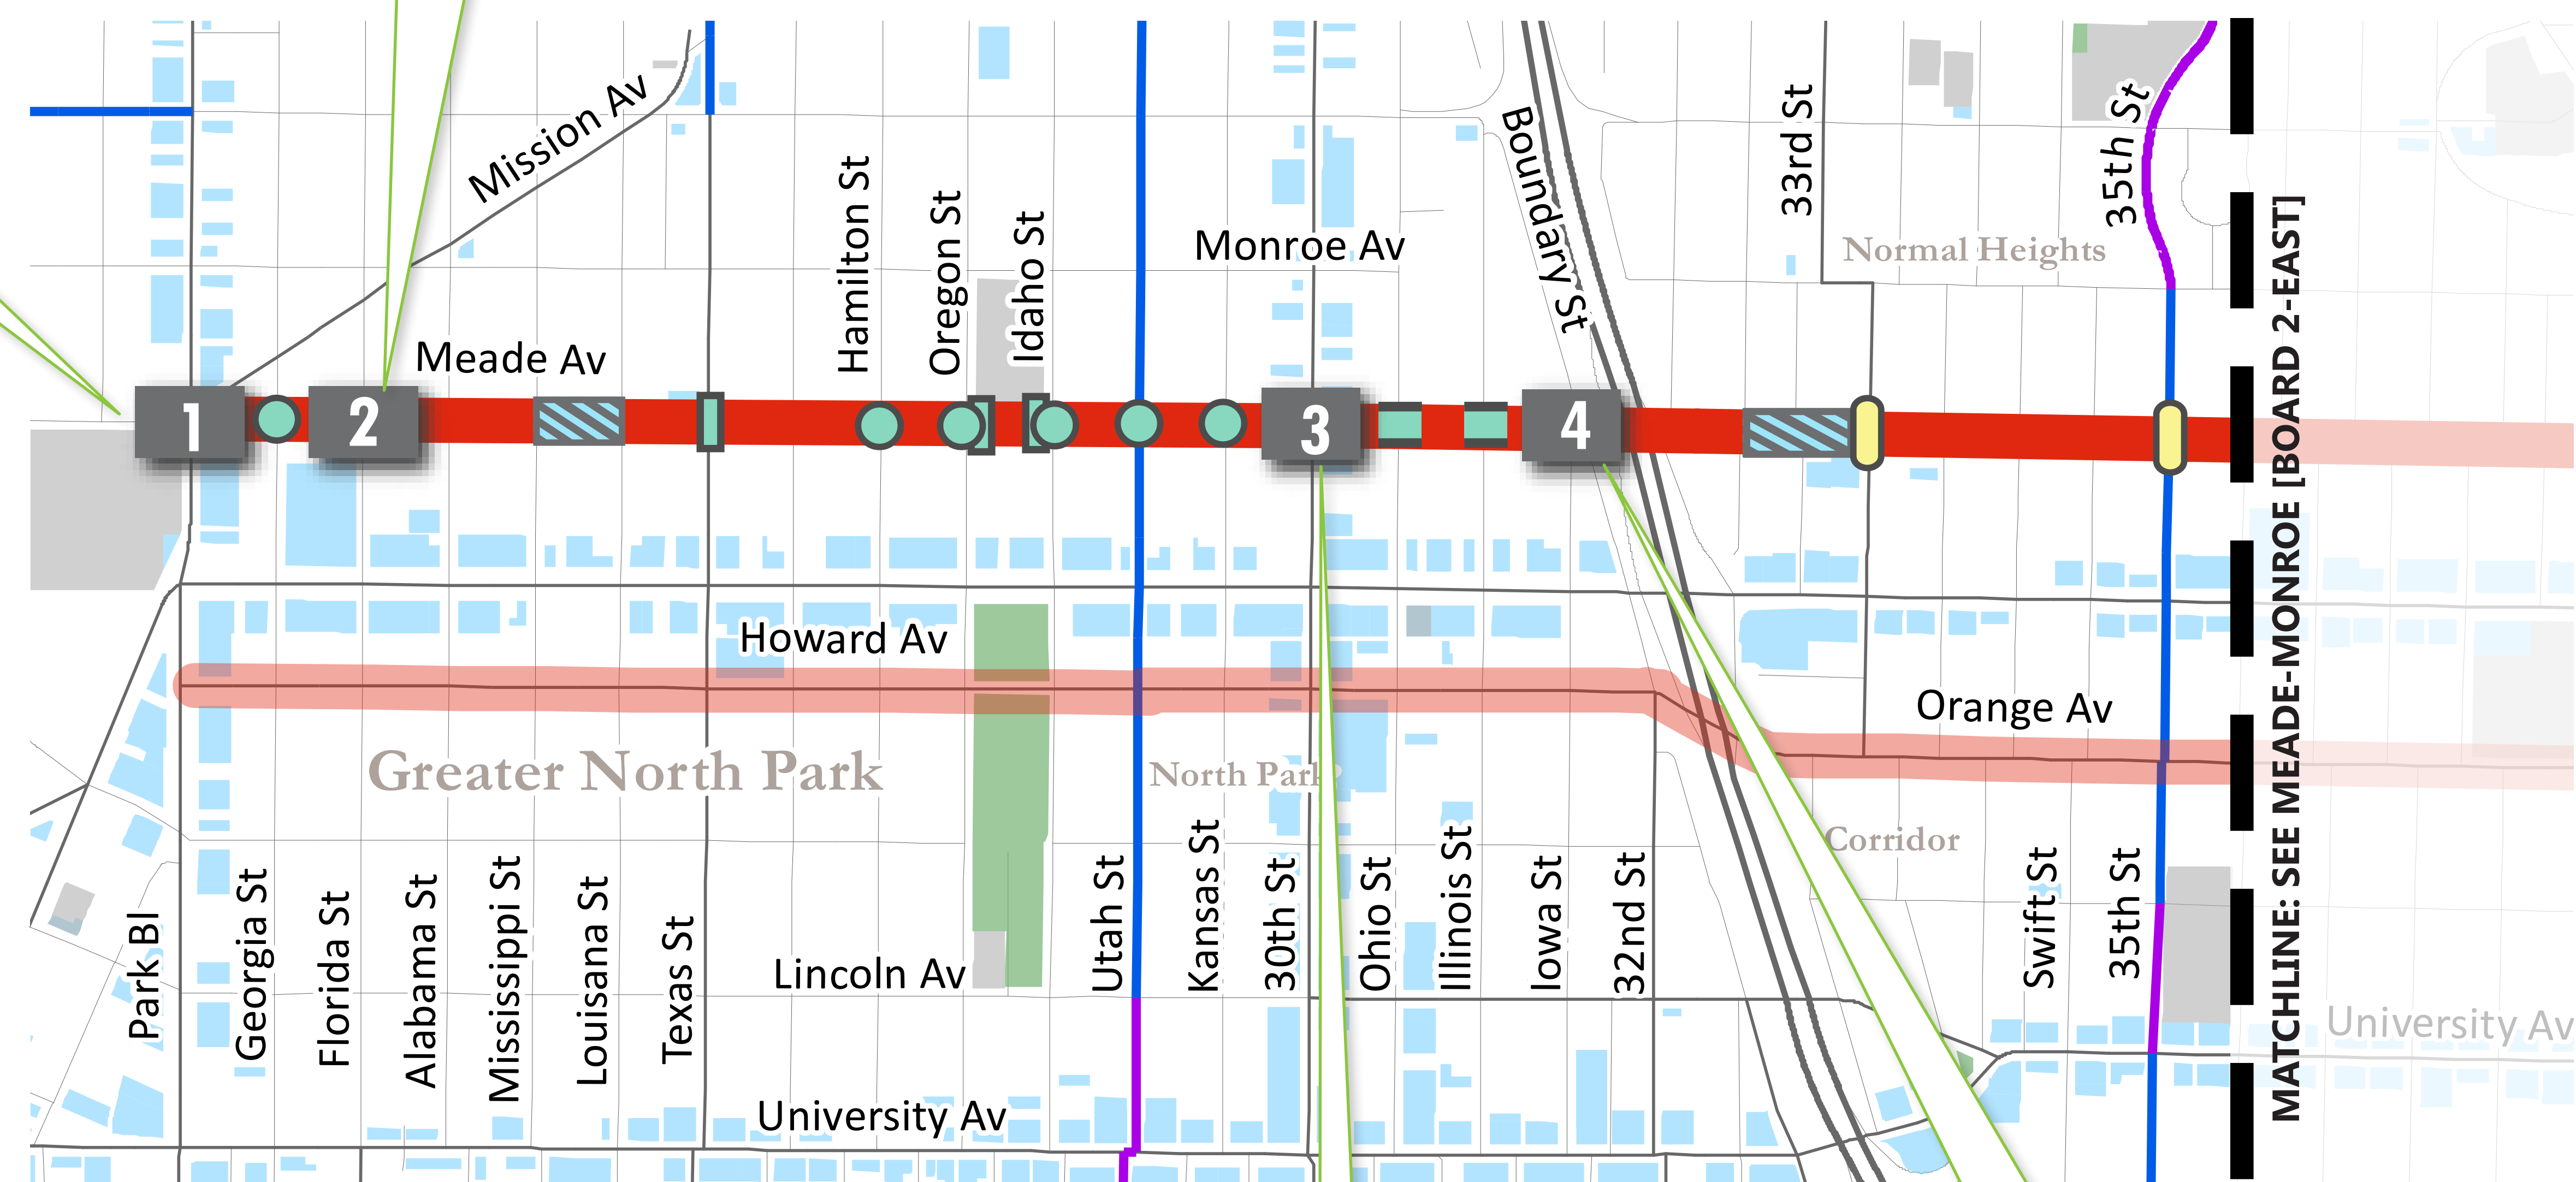 Mission Av
Hamilton St
Oregon St
Idaho St
Monroe Av
Boundary St
33rd St
35th St
Normal Heights
Meade Av
1
2
3
4
Howard Av
Orange Av
Greater North Park
North Park
Corridor
Park Bl
Georgia St
Florida St
Alabama St
Mississippi St
Louisana St
Texas St
Lincoln Av
Utah St
Kansas St
30th St
Ohio St
Illinois St
Iowa St
32nd St
Swift St
35th St
University Av
University Av
MATCHLINE: SEE MEADE-MONROE [BOARD 2-EAST]